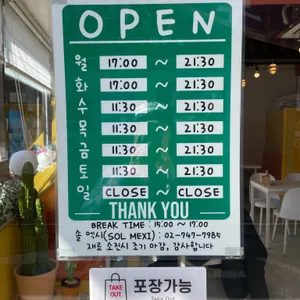 OPEN
월 17:00 ~ 21:30
화 17:00 ~ 21:30
수 11:30 ~ 21:30
목 11:30 ~ 21:30
금 11:30 ~ 21:30
토 11:30 ~ 21:30
일 CLOSE ~ CLOSE
THANK YOU
BREAK TIME : 15:00 ~ 17:00
솔 멕시(SOL MEXI) : 02-749-7985
재료 소진시 조기 마감, 감사합니다
TAKE OUT
포장가능
Take Out